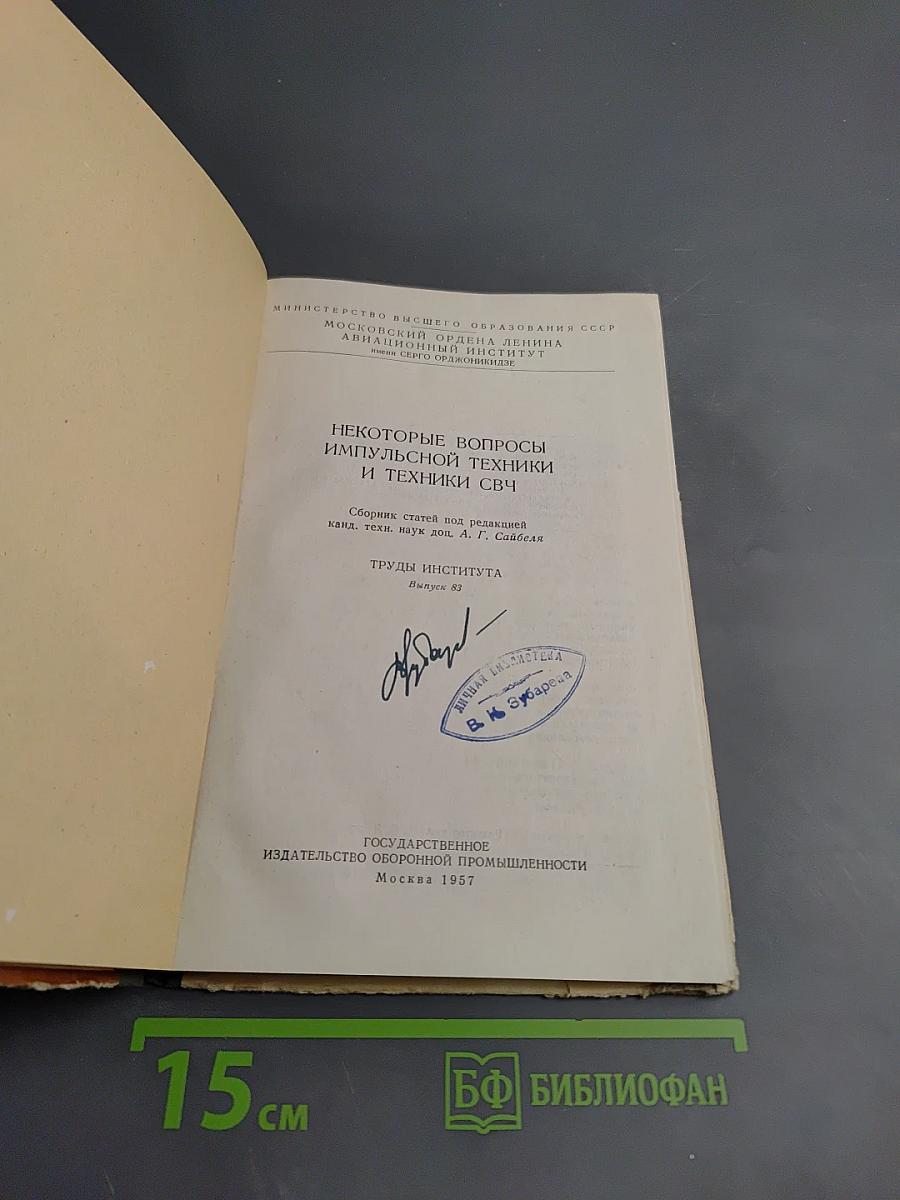 МИНИСТЕРСТВО ВЫСШЕГО ОБРАЗОВАНИЯ СССР
МОСКОВСКИЙ ОРДЕНА ЛЕНИНА
АВИАЦИОННЫЙ ИНСТИТУТ
имени СЕРГО ОРДЖОНИКИДЗЕ
НЕКОТОРЫЕ ВОПРОСЫ
ИМПУЛЬСНОЙ ТЕХНИКИ
И ТЕХНИКИ СВЧ
Сборник статей под редакцией
канд. техн. наук доц. А. Г. Сайбеля
ТРУДЫ ИНСТИТУТА
Выпуск 83
ЛИЧНАЯ БИБЛИОТЕКА
В. К. Зубарева
ГОСУДАРСТВЕННОЕ
ИЗДАТЕЛЬСТВО ОБОРОННОЙ ПРОМЫШЛЕННОСТИ
Москва 1957
15 см
БФ БИБЛИОФАН